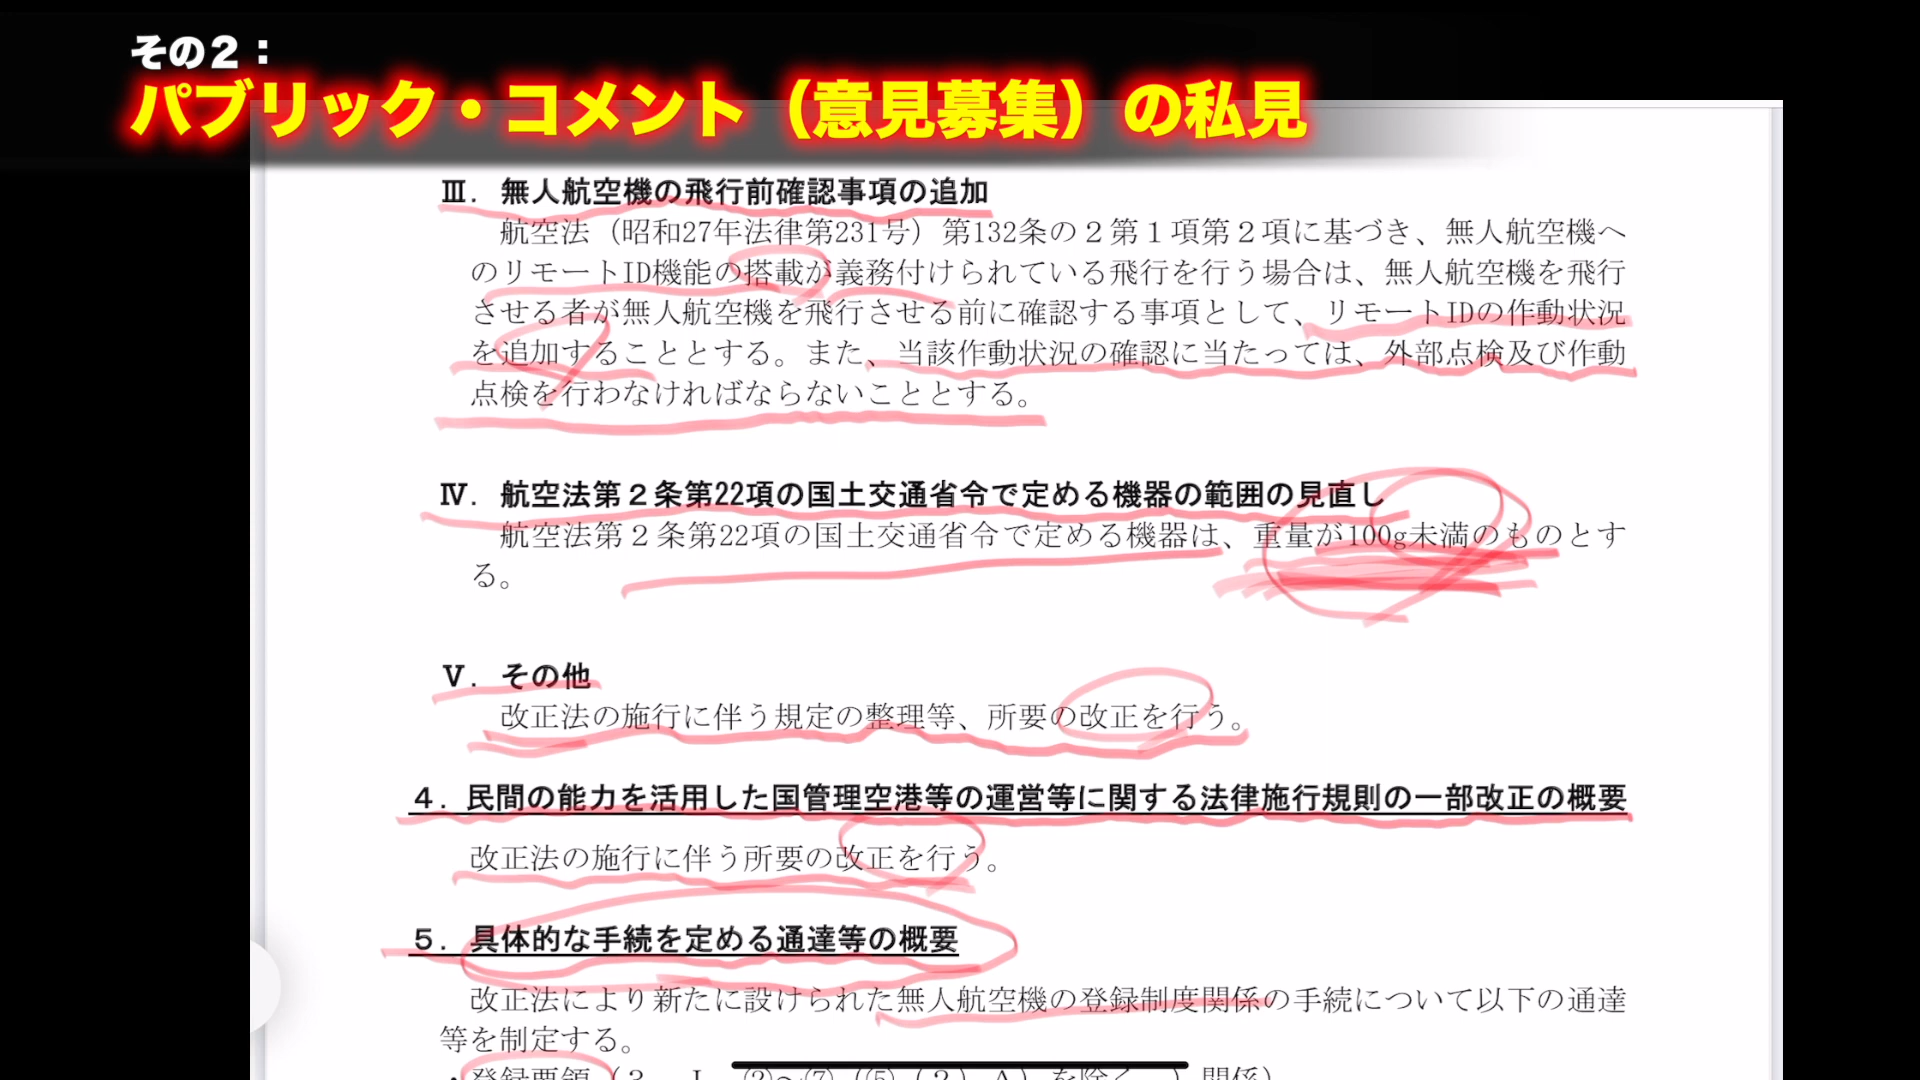 その2：
パブリック・コメント（意見募集）の私見
Ⅲ．無人航空機の飛行前確認事項の追加
航空法（昭和27年法律第231号）第132条の２第１項第２項に基づき、無人航空機へ
のリモートID機能の搭載が義務付けられている飛行を行う場合は、無人航空機を飛行
させる者が無人航空機を飛行させる前に確認する事項として、リモートIDの作動状況
を追加することとする。また、当該作動状況の確認に当たっては、外部点検及び作動
点検を行わなければならないこととする。
Ⅳ．航空法第２条第22項の国土交通省令で定める機器の範囲の見直し
航空法第２条第22項の国土交通省令で定める機器は、重量が100g未満のものとす
る。
Ⅴ．その他
改正法の施行に伴う規定の整理等、所要の改正を行う。
４．民間の能力を活用した国管理空港等の運営等に関する法律施行規則の一部改正の概要
改正法の施行に伴う所要の改正を行う。
５．具体的な手続を定める通達等の概要
改正法により新たに設けられた無人航空機の登録制度関係の手続について以下の通達
等を制定する。
・登録要領（３．Ⅰ．②～⑦（⑤（２）A）を除く。）関係）